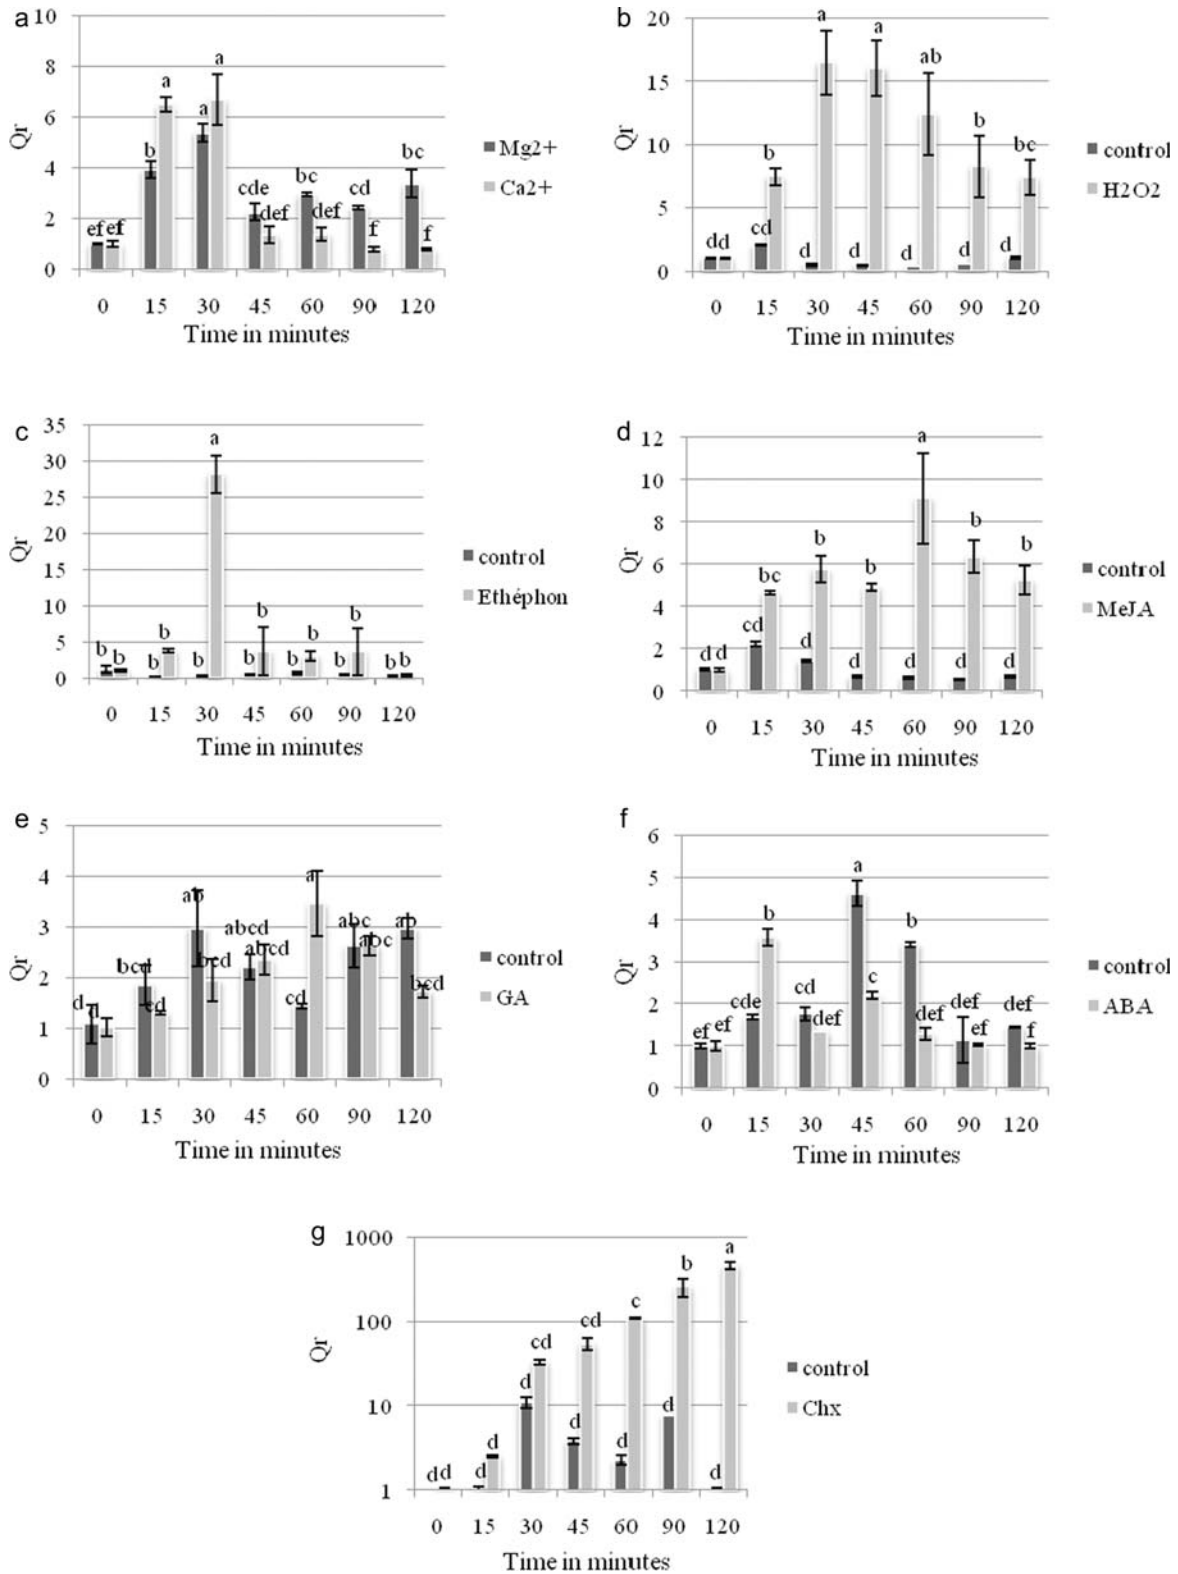 a
10
8
6
4
2
0
Qr
ef ef
b a
a a
cde def
bc def
cd f
bc f
0 15 30 45 60 90 120
Time in minutes
Mg2+
Ca2+
b
20
15
10
5
0
Qr
d d
cd b
d a
d a
d ab
d b
d bc
0 15 30 45 60 90 120
Time in minutes
control
H2O2
c
35
30
25
20
15
10
5
0
Qr
b b
b b
b a
b b
b b
b b
b b
0 15 30 45 60 90 120
Time in minutes
control
Ethéphon
d
12
10
8
6
4
2
0
Qr
d d
cd bc
d b
d b
d a
d b
d b
0 15 30 45 60 90 120
Time in minutes
control
MeJA
e
5
4
3
2
1
0
Qr
d d
bcd cd
ab bcd
abcd abcd
cd a
abc abc
ab bcd
0 15 30 45 60 90 120
Time in minutes
control
GA
f
6
5
4
3
2
1
0
Qr
ef ef
cde b
cd def
a c
b def
def ef
def f
0 15 30 45 60 90 120
Time in minutes
control
ABA
g
1000
100
10
1
Qr
d d
d d
d cd
d cd
d c
d b
d a
0 15 30 45 60 90 120
Time in minutes
control
Chx